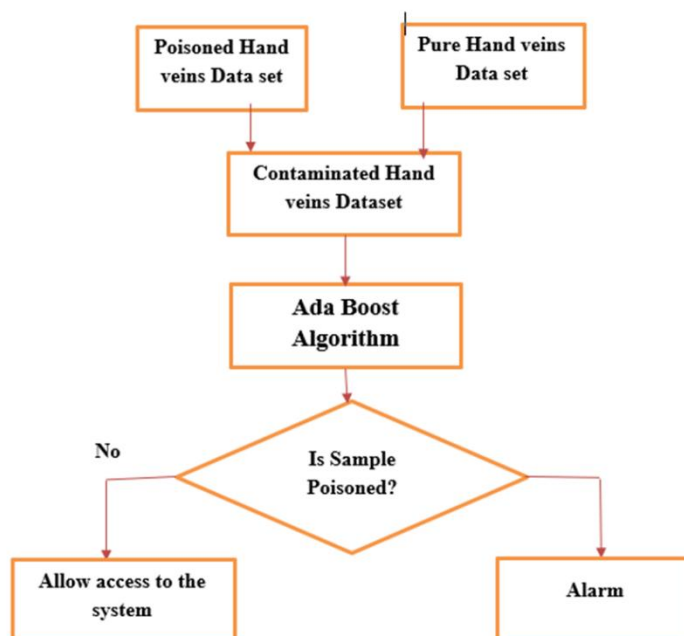 Poisoned Hand
veins Data set
Pure Hand veins
Data set
Contaminated Hand
veins Dataset
Ada Boost
Algorithm
No
Is Sample
Poisoned?
Allow access to the
system
Alarm